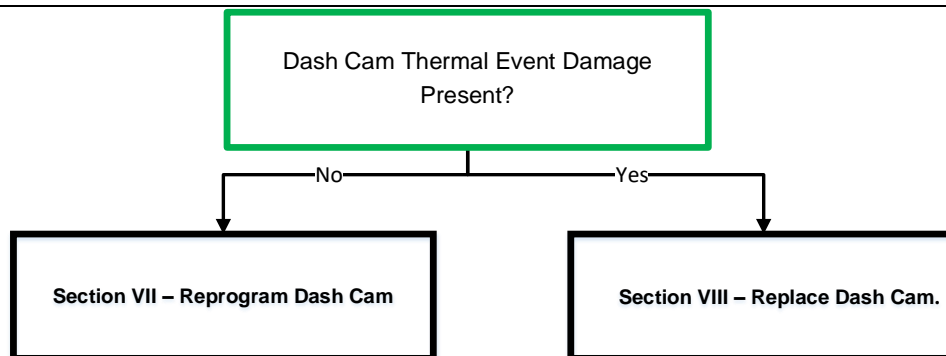 Dash Cam Thermal Event Damage
Present?
No
Yes
Section VII – Reprogram Dash Cam
Section VIII – Replace Dash Cam.